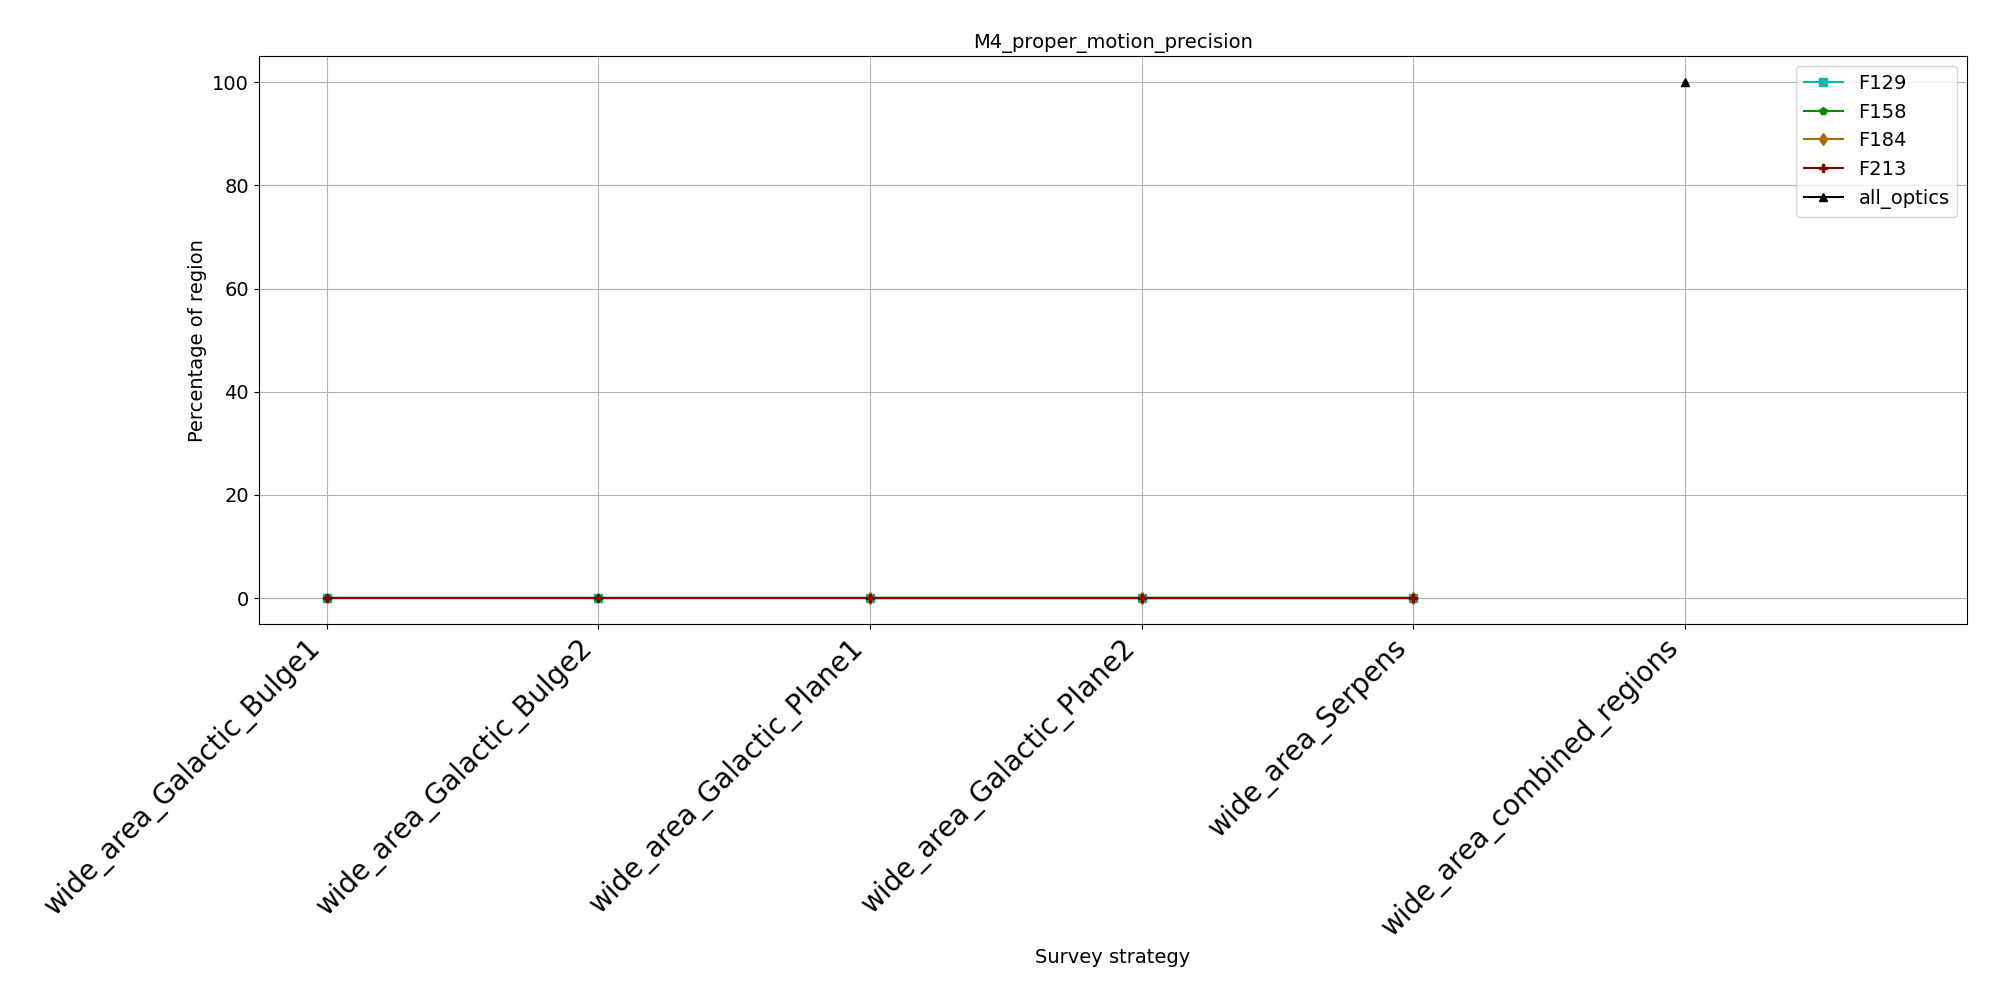 M4_proper_motion_precision
100
80
60
40
20
0
Percentage of region
F129
F158
F184
F213
all_optics
wide_area_Galactic_Bulge1
wide_area_Galactic_Bulge2
wide_area_Galactic_Plane1
wide_area_Galactic_Plane2
wide_area_Serpens
wide_area_combined_regions
Survey strategy